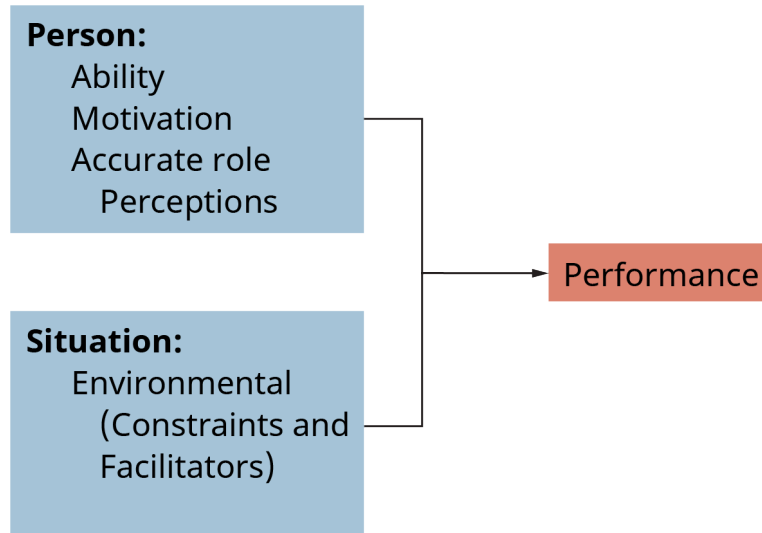 Person:
Ability
Motivation
Accurate role
Perceptions
Situation:
Environmental
(Constraints and
Facilitators)
Performance